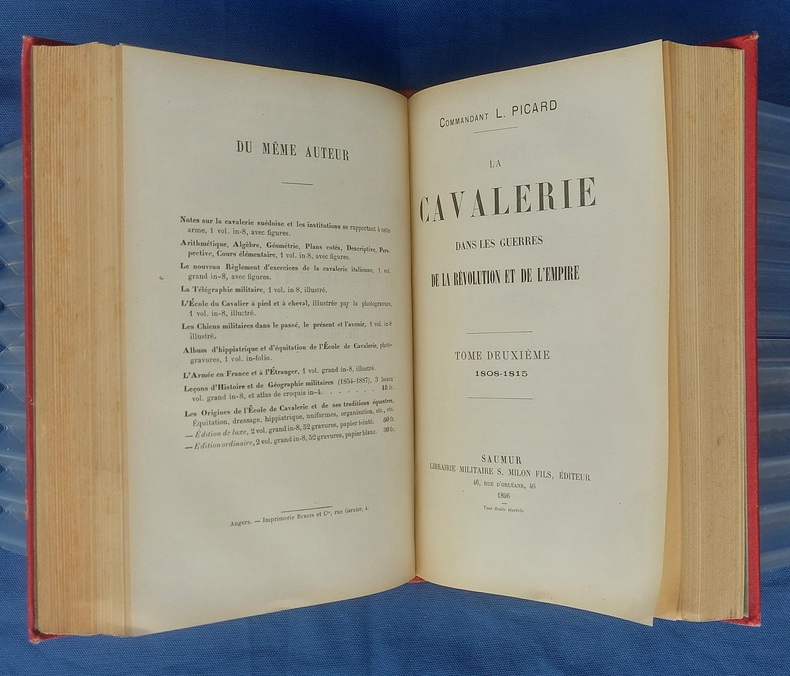 DU MÊME AUTEUR
Notes sur la cavalerie suédoise et les institutions se rapportant à cette
arme, 1 vol. in-8, avec figures.
Arithmétique, Algèbre, Géométrie, Plans cotés, Descriptive, Pers-
pective, Cours élémentaire, 1 vol. in-8, avec figures.
Le nouveau Règlement d'exercices de la cavalerie italienne, 1 vol.
grand in-8, avec figures.
La Télégraphie militaire, 1 vol. in 8, illustré.
L'École du Cavalier à pied et à cheval, illustrée par la photogravure,
1 vol. in-8, illustré.
Les Chiens militaires dans le passé, le présent et l'avenir, 1 vol. in-8
illustré.
Album d'hippiatrique et d'équitation de l'École de Cavalerie, photo-
gravures, 1 vol. in-folio.
L'Armée en France et à l'Étranger, 1 vol. grand in-8, illustré.
Leçons d'Histoire et de Géographie militaires (1854-1887), 3 beaux
vol. grand in-8, et atlas de croquis in-4. . . . . . . 12 fr.
Les Origines de l'École de Cavalerie et de ses traditions équestres,
Équitation, dressage, hippiatrique, uniformes, organisation, etc., etc.
— Édition de luxe, 2 vol. grand in-8, 52 gravures, papier teinté. 50 fr.
— Edition ordinaire, 2 vol. grand in-8, 52 gravures, papier blanc. 30 fr.
Angers. — Imprimerie Burdin et Cie, rue Garnier, 4.
COMMANDANT L. PICARD
LA
CAVALERIE
DANS LES GUERRES
DE LA RÉVOLUTION ET DE L'EMPIRE
TOME DEUXIÈME
1808-1815
SAUMUR
LIBRAIRIE MILITAIRE S. MILON FILS, ÉDITEUR
46, RUE D'ORLÉANS, 46
1896
Tous droits réservés